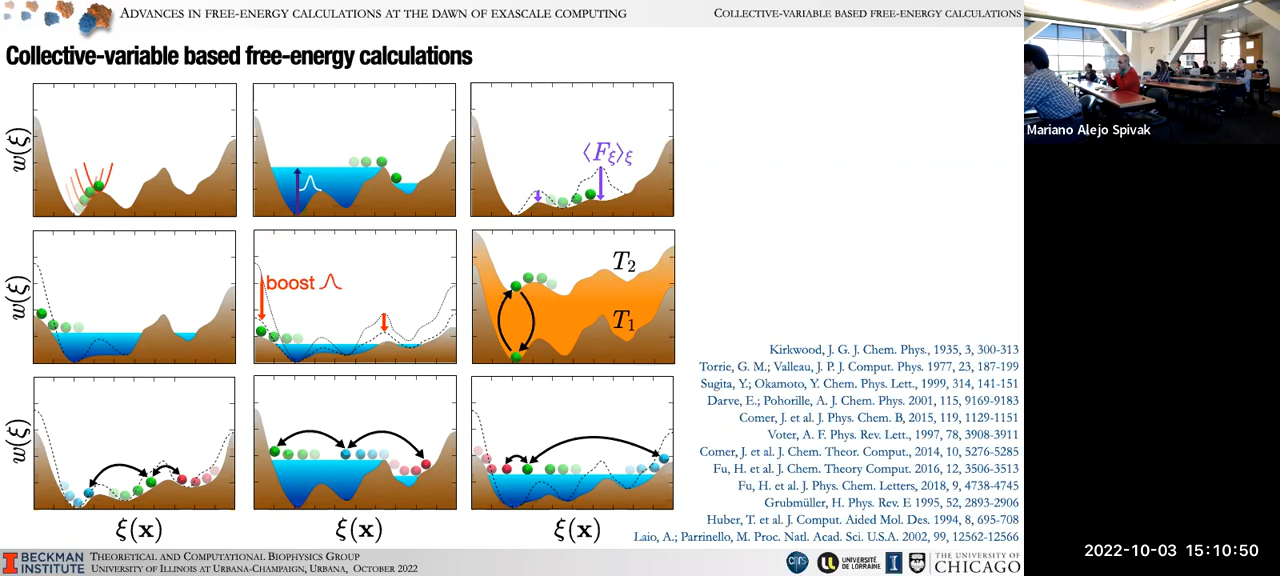 ADVANCES IN FREE-ENERGY CALCULATIONS AT THE DAWN OF EXASCALE COMPUTING
COLLECTIVE-VARIABLE BASED FREE-ENERGY CALCULATIONS
Collective-variable based free-energy calculations
w(ξ)
⟨F_ξ⟩_ξ
w(ξ)
boost
T₂
T₁
w(ξ)
ξ(x)
ξ(x)
ξ(x)
Kirkwood, J. G. J. Chem. Phys., 1935, 3, 300-313
Torrie, G. M.; Valleau, J. P. J. Comput. Phys. 1977, 23, 187-199
Sugita, Y.; Okamoto, Y. Chem. Phys. Lett., 1999, 314, 141-151
Darve, E.; Pohorille, A. J. Chem. Phys. 2001, 115, 9169-9183
Comer, J. et al. J. Phys. Chem. B, 2015, 119, 1129-1151
Voter, A. F. Phys. Rev. Lett., 1997, 78, 3908-3911
Comer, J. et al. J. Chem. Theor. Comput., 2014, 10, 5276-5285
Fu, H. et al. J. Chem. Theory Comput. 2016, 12, 3506-3513
Fu, H. et al. J. Phys. Chem. Letters, 2018, 9, 4738-4745
Grubmüller, H. Phys. Rev. E 1995, 52, 2893-2906
Huber, T. et al. J. Comput. Aided Mol. Des. 1994, 8, 695-708
Laio, A.; Parrinello, M. Proc. Natl. Acad. Sci. U.S.A. 2002, 99, 12562-12566
I BECKMAN INSTITUTE
THEORETICAL AND COMPUTATIONAL BIOPHYSICS GROUP
UNIVERSITY OF ILLINOIS AT URBANA-CHAMPAIGN, URBANA, OCTOBER 2022
cnrs
UNIVERSITÉ DE LORRAINE
I
THE UNIVERSITY OF CHICAGO
Mariano Alejo Spivak
2022-10-03 15:10:50